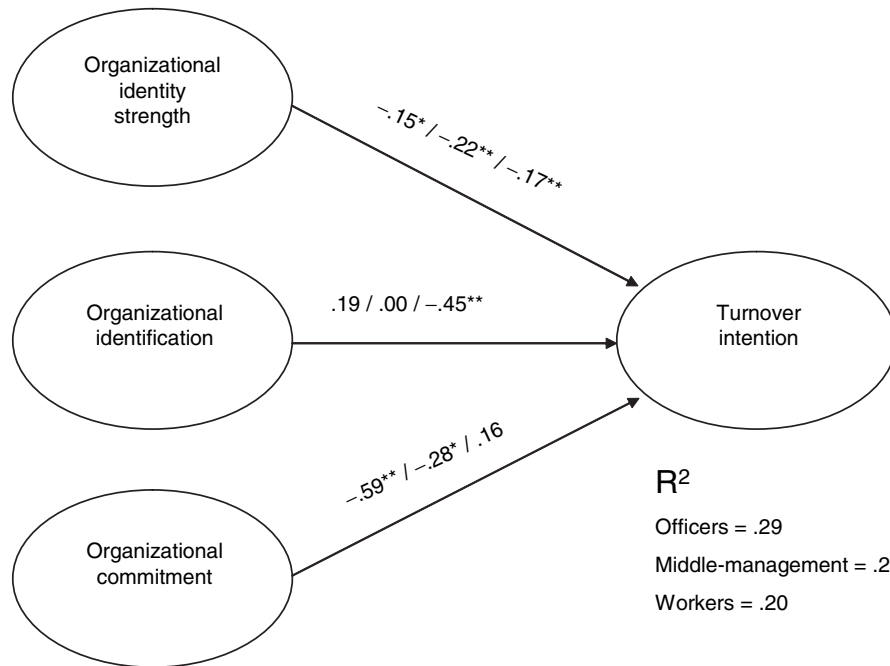 Organizational
identity
strength
–.15* / –.22** / –.17**
Organizational
identification
.19 / .00 / –.45**
Turnover
intention
Organizational
commitment
–.59** / –.28* / .16
R²
Officers = .29
Middle-management = .2
Workers = .20